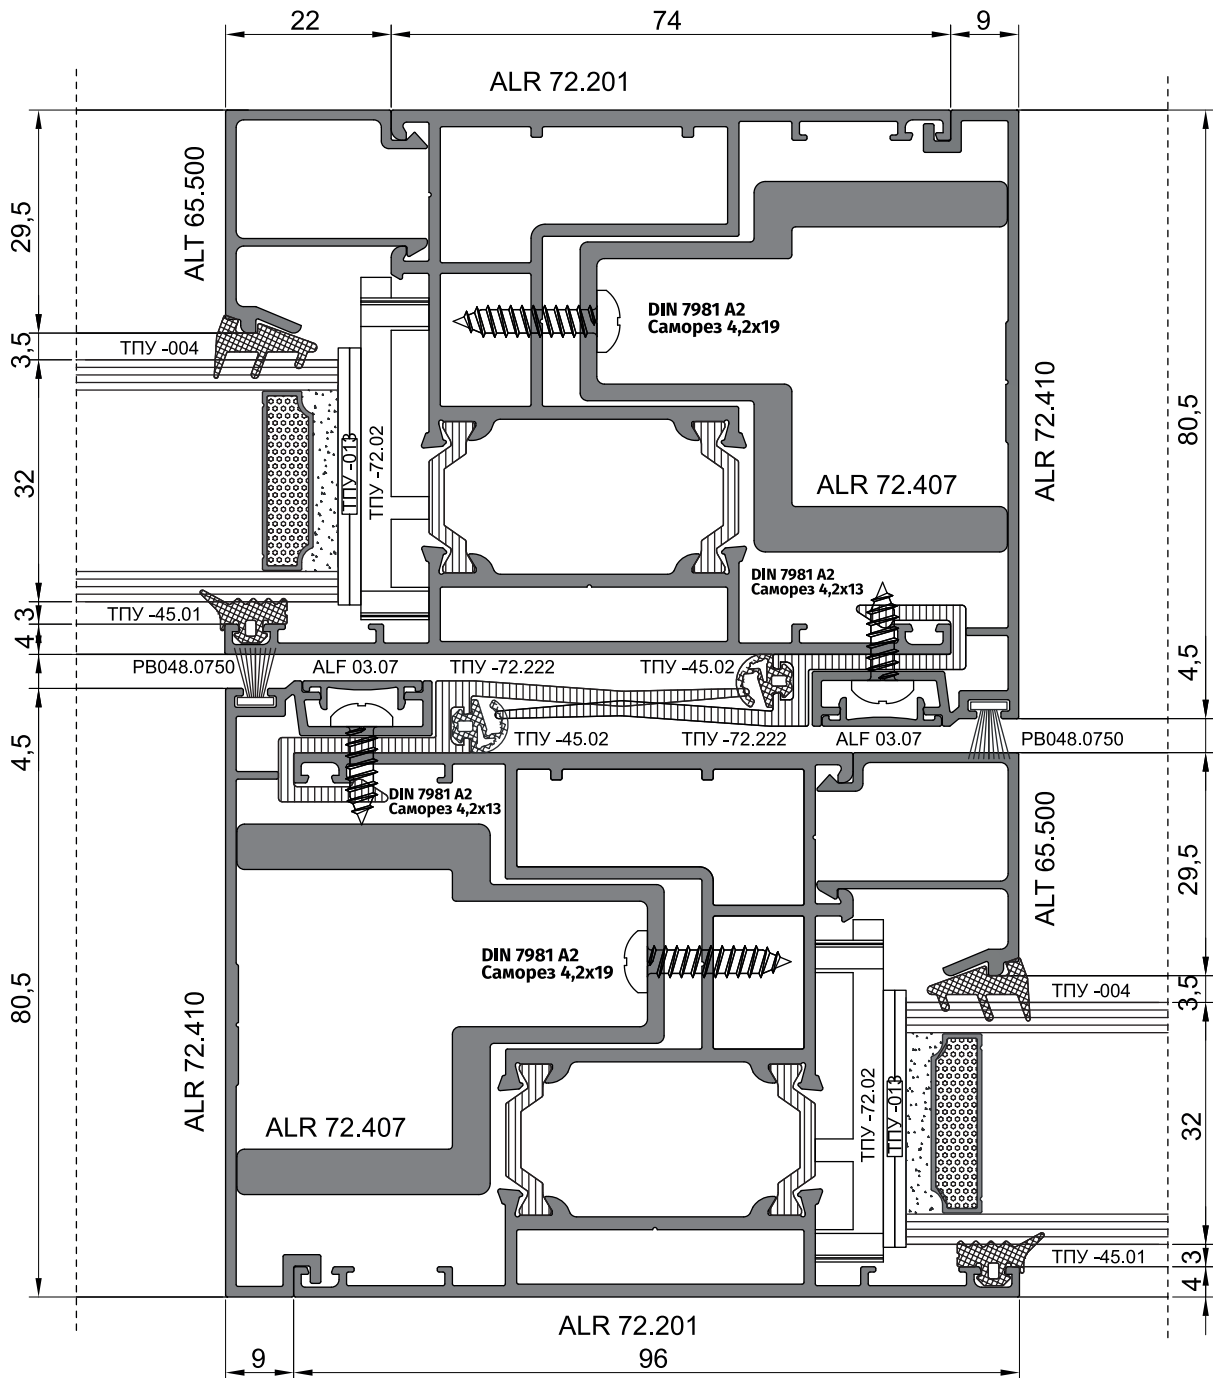 22
74
9
ALR 72.201
ALT 65.500
29,5
DIN 7981 A2
Саморез 4,2x19
3,5
ТПУ -004
ALR 72.410
80,5
32
ТПУ -013
ТПУ -72.02
ALR 72.407
DIN 7981 A2
Саморез 4,2x13
3
ТПУ -45.01
4
PB048.0750
ALF 03.07
ТПУ -72.222
ТПУ -45.02
4,5
4,5
ТПУ -45.02
ТПУ -72.222
ALF 03.07
PB048.0750
DIN 7981 A2
Саморез 4,2x13
ALT 65.500
29,5
DIN 7981 A2
Саморез 4,2x19
80,5
ALR 72.410
3,5
ТПУ -004
ALR 72.407
ТПУ -72.02
ТПУ -013
32
ТПУ -45.01
3
4
ALR 72.201
9
96